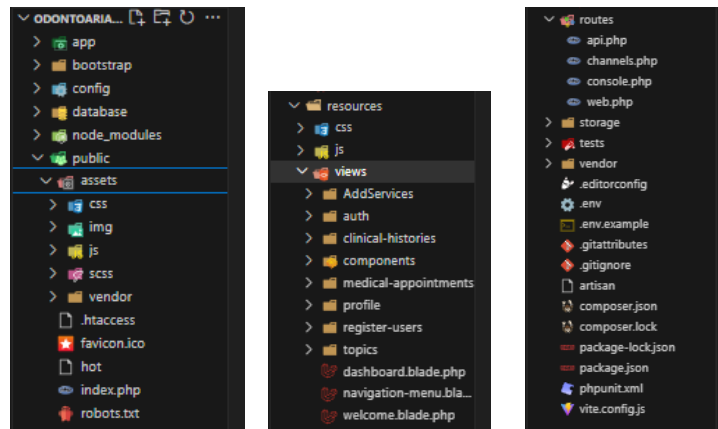 ODONTOARIA...
app
bootstrap
config
database
node_modules
public
assets
css
img
js
scss
vendor
.htaccess
favicon.ico
hot
index.php
robots.txt
resources
css
js
views
AddServices
auth
clinical-histories
components
medical-appointments
profile
register-users
topics
dashboard.blade.php
navigation-menu.bla...
welcome.blade.php
routes
api.php
channels.php
console.php
web.php
storage
tests
vendor
.editorconfig
.env
.env.example
.gitattributes
.gitignore
artisan
composer.json
composer.lock
package-lock.json
package.json
phpunit.xml
vite.config.js